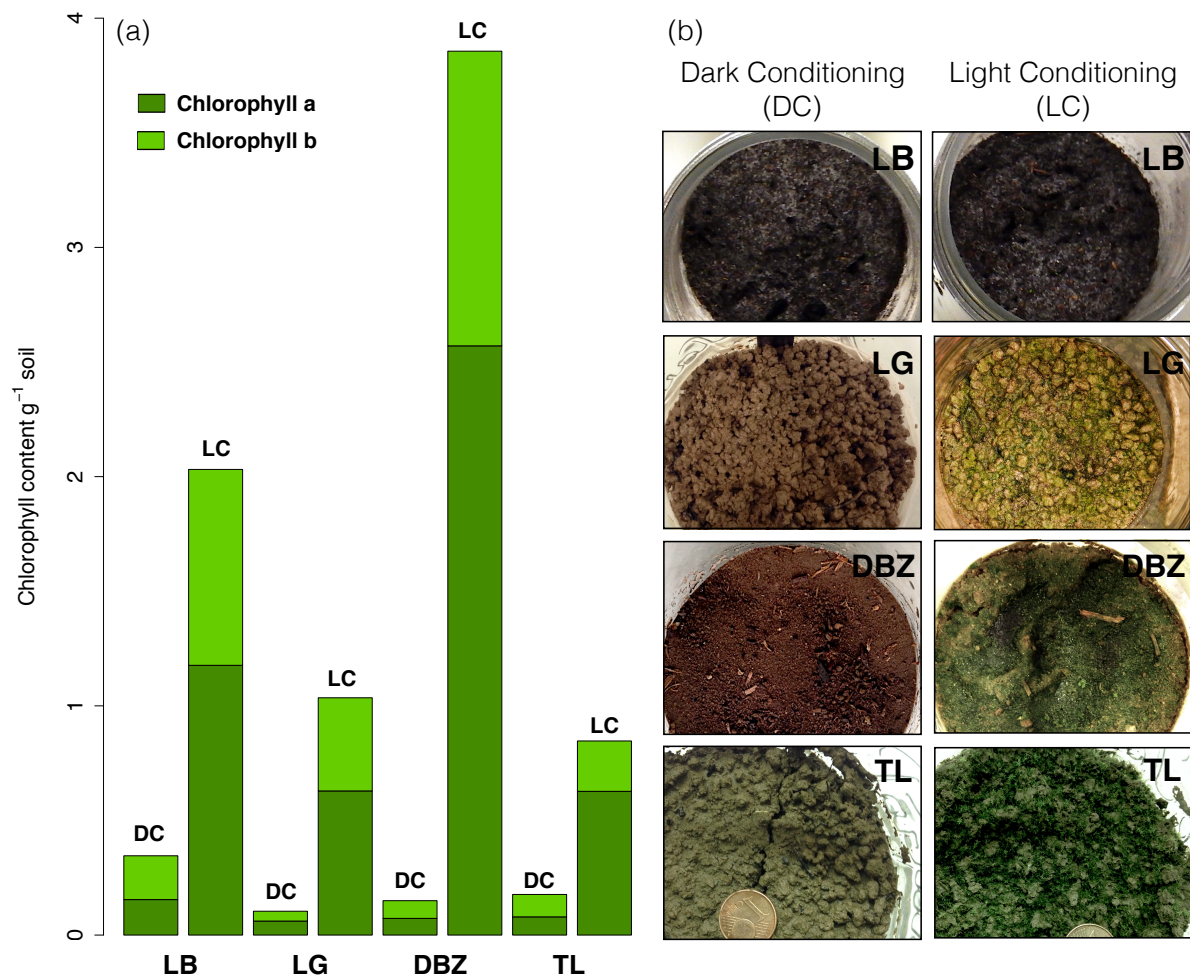 (a)
4
3
2
1
0
Chlorophyll content g⁻¹ soil
Chlorophyll a
Chlorophyll b
DC
LC
DC
LC
DC
LC
DC
LC
LB
LG
DBZ
TL
(b)
Dark Conditioning
(DC)
Light Conditioning
(LC)
LB
LB
LG
LG
DBZ
DBZ
TL
TL